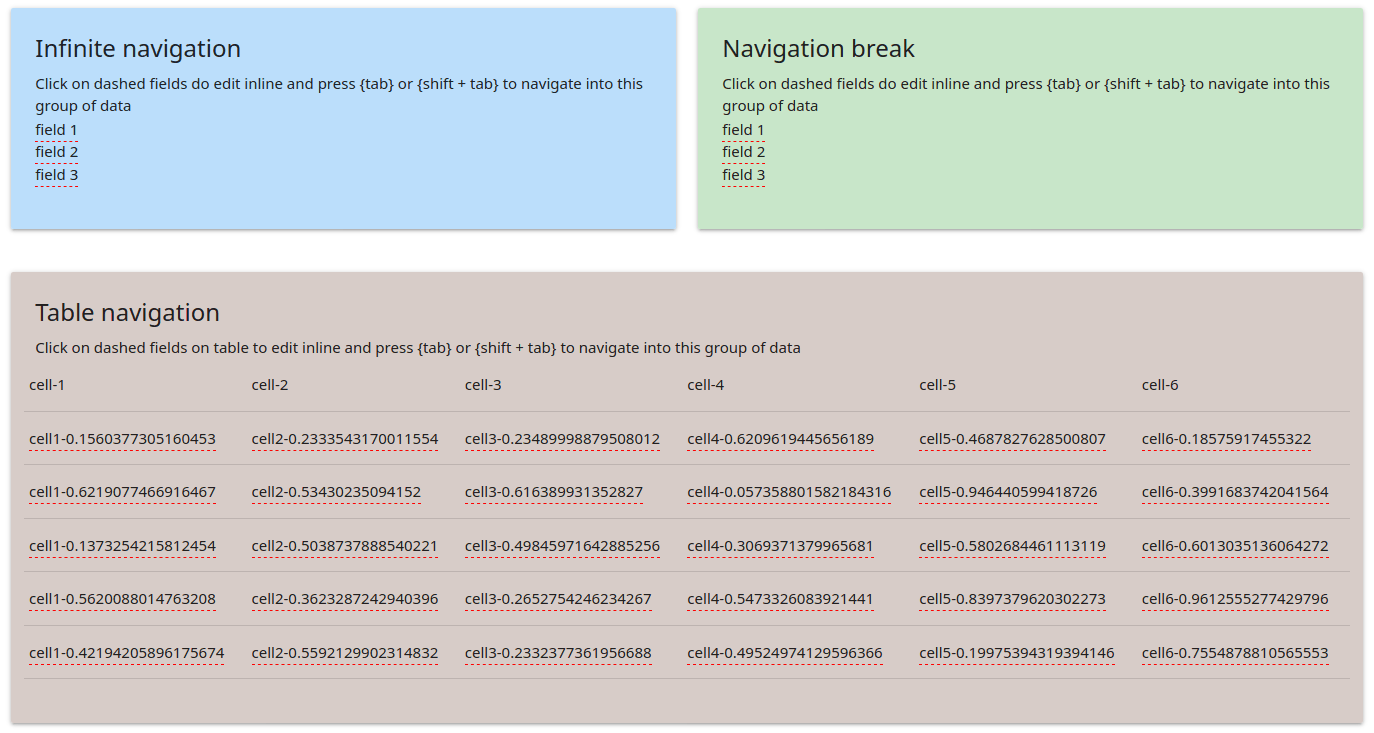 Infinite navigation
Click on dashed fields do edit inline and press {tab} or {shift + tab} to navigate into this
group of data
field 1
field 2
field 3
Navigation break
Click on dashed fields do edit inline and press {tab} or {shift + tab} to navigate into this
group of data
field 1
field 2
field 3
Table navigation
Click on dashed fields on table to edit inline and press {tab} or {shift + tab} to navigate into this group of data
cell-1 cell-2 cell-3 cell-4 cell-5 cell-6
cell1-0.1560377305160453 cell2-0.2333543170011554 cell3-0.23489998879508012 cell4-0.6209619445656189 cell5-0.4687827628500807 cell6-0.18575917455322
cell1-0.6219077466916467 cell2-0.53430235094152 cell3-0.616389931352827 cell4-0.057358801582184316 cell5-0.946440599418726 cell6-0.3991683742041564
cell1-0.1373254215812454 cell2-0.5038737888540221 cell3-0.49845971642885256 cell4-0.3069371379965681 cell5-0.5802684461113119 cell6-0.6013035136064272
cell1-0.5620088014763208 cell2-0.3623287242940396 cell3-0.2652754246234267 cell4-0.5473326083921441 cell5-0.8397379620302273 cell6-0.9612555277429796
cell1-0.42194205896175674 cell2-0.5592129902314832 cell3-0.2332377361956688 cell4-0.49524974129596366 cell5-0.19975394319394146 cell6-0.7554878810565553